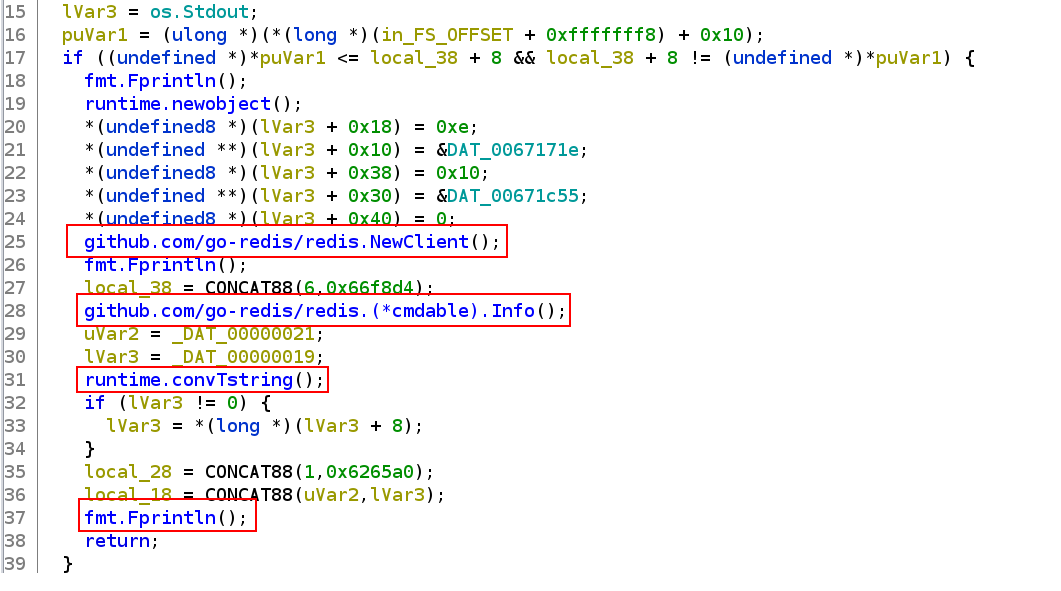 15 lVar3 = os.Stdout;
16 puVar1 = (ulong *)(*(long *)(in_FS_OFFSET + 0xfffffff8) + 0x10);
17 if ((undefined *)*puVar1 <= local_38 + 8 && local_38 + 8 != (undefined *)*puVar1) {
18 fmt.Fprintln();
19 runtime.newobject();
20 *(undefined8 *)(lVar3 + 0x18) = 0xe;
21 *(undefined **)(lVar3 + 0x10) = &DAT_0067171e;
22 *(undefined8 *)(lVar3 + 0x38) = 0x10;
23 *(undefined **)(lVar3 + 0x30) = &DAT_00671c55;
24 *(undefined8 *)(lVar3 + 0x40) = 0;
25 github.com/go-redis/redis.NewClient();
26 fmt.Fprintln();
27 local_38 = CONCAT88(6,0x66f8d4);
28 github.com/go-redis/redis.(*cmdable).Info();
29 uVar2 = _DAT_00000021;
30 lVar3 = _DAT_00000019;
31 runtime.convTstring();
32 if (lVar3 != 0) {
33 lVar3 = *(long *)(lVar3 + 8);
34 }
35 local_28 = CONCAT88(1,0x6265a0);
36 local_18 = CONCAT88(uVar2,lVar3);
37 fmt.Fprintln();
38 return;
39 }